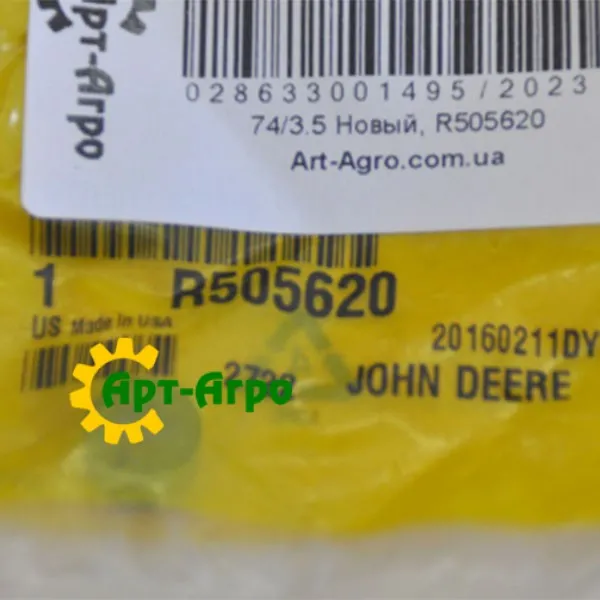 Арт-Агро
028633001495/2023
74/3.5 Новый, R505620
Art-Agro.com.ua
1 R505620
US Made In USA
20160211DY
JOHN DEERE
Арт-Агро